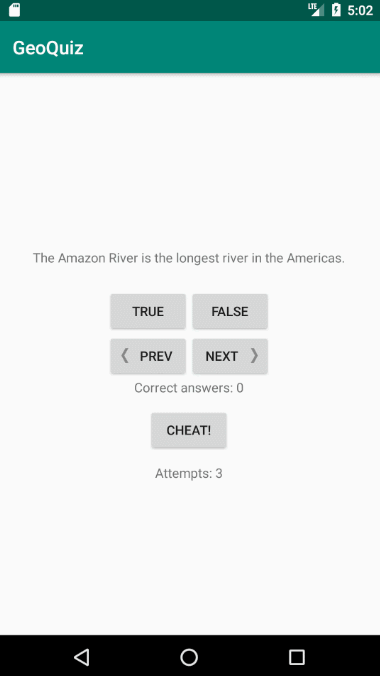 LTE 5:02
GeoQuiz
The Amazon River is the longest river in the Americas.
TRUE FALSE
PREV NEXT
Correct answers: 0
CHEAT!
Attempts: 3